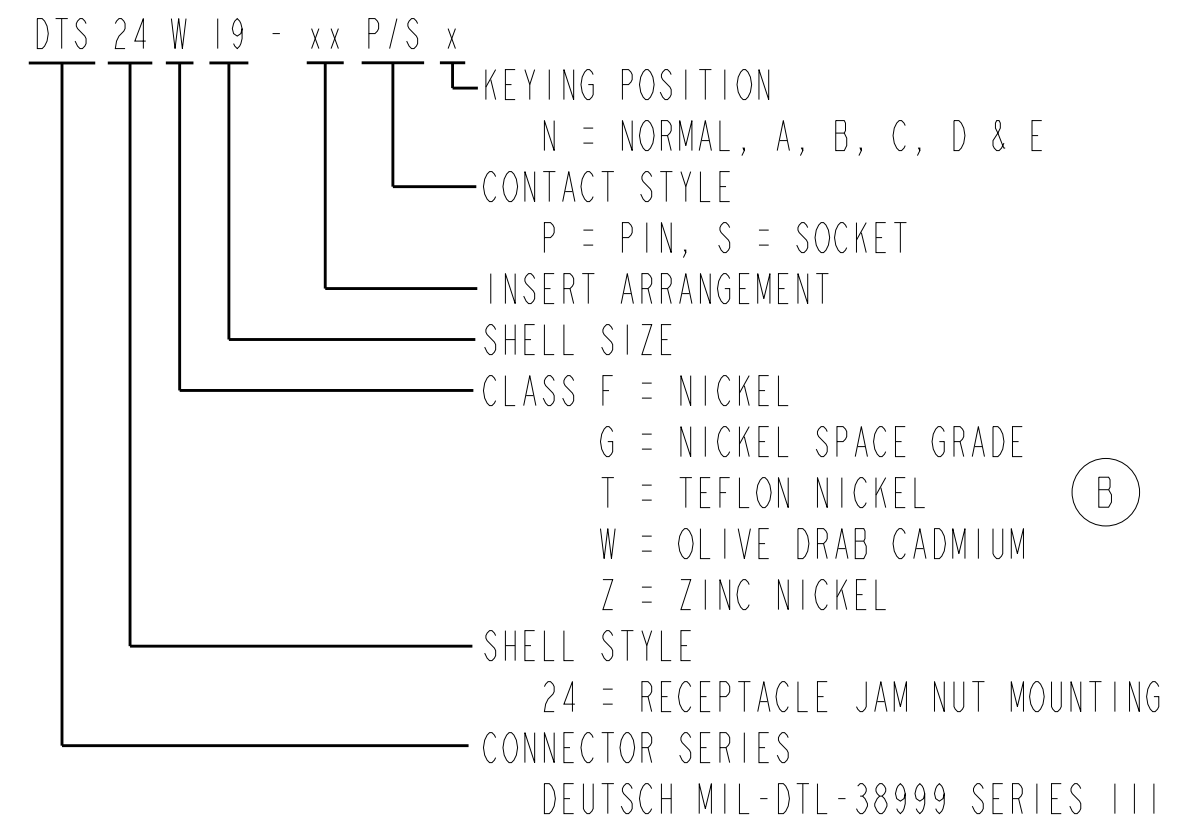 DTS 24 W 19 - xx P/S x
KEYING POSITION
N = NORMAL, A, B, C, D & E
CONTACT STYLE
P = PIN, S = SOCKET
INSERT ARRANGEMENT
SHELL SIZE
CLASS F = NICKEL
G = NICKEL SPACE GRADE
T = TEFLON NICKEL
B
W = OLIVE DRAB CADMIUM
Z = ZINC NICKEL
SHELL STYLE
24 = RECEPTACLE JAM NUT MOUNTING
CONNECTOR SERIES
DEUTSCH MIL-DTL-38999 SERIES III